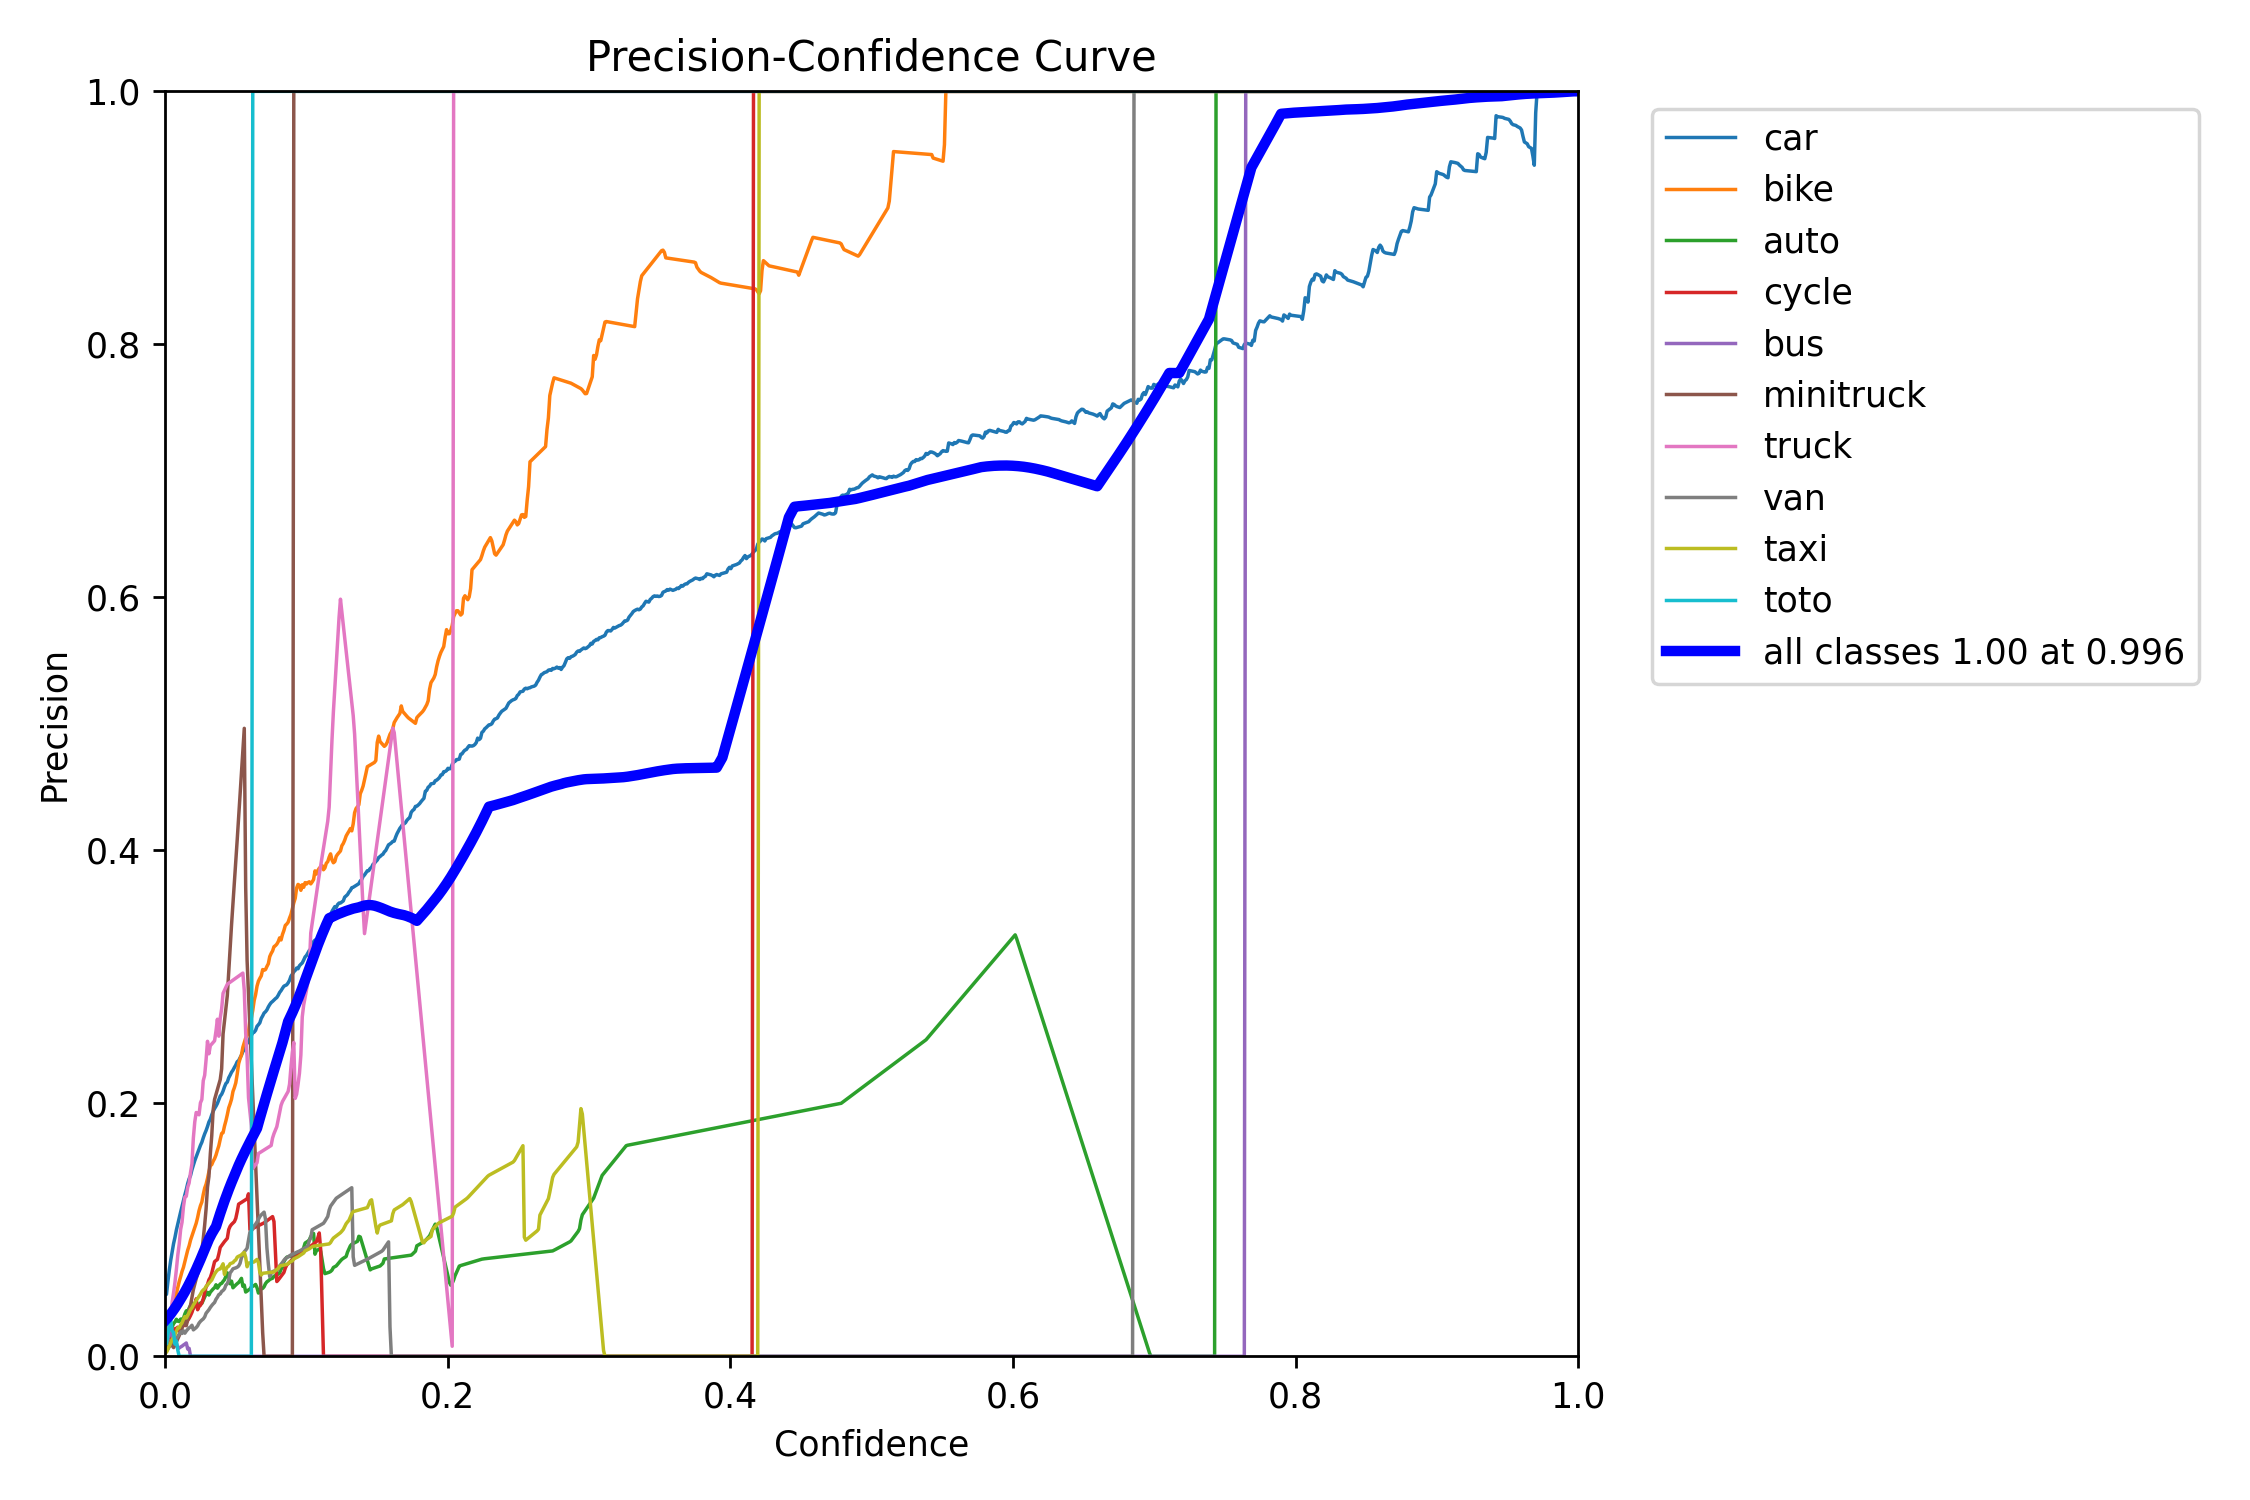 Precision-Confidence Curve
1.0
0.8
0.6
0.4
0.2
0.0
Precision
0.0 0.2 0.4 0.6 0.8 1.0
Confidence
car
bike
auto
cycle
bus
minitruck
truck
van
taxi
toto
all classes 1.00 at 0.996